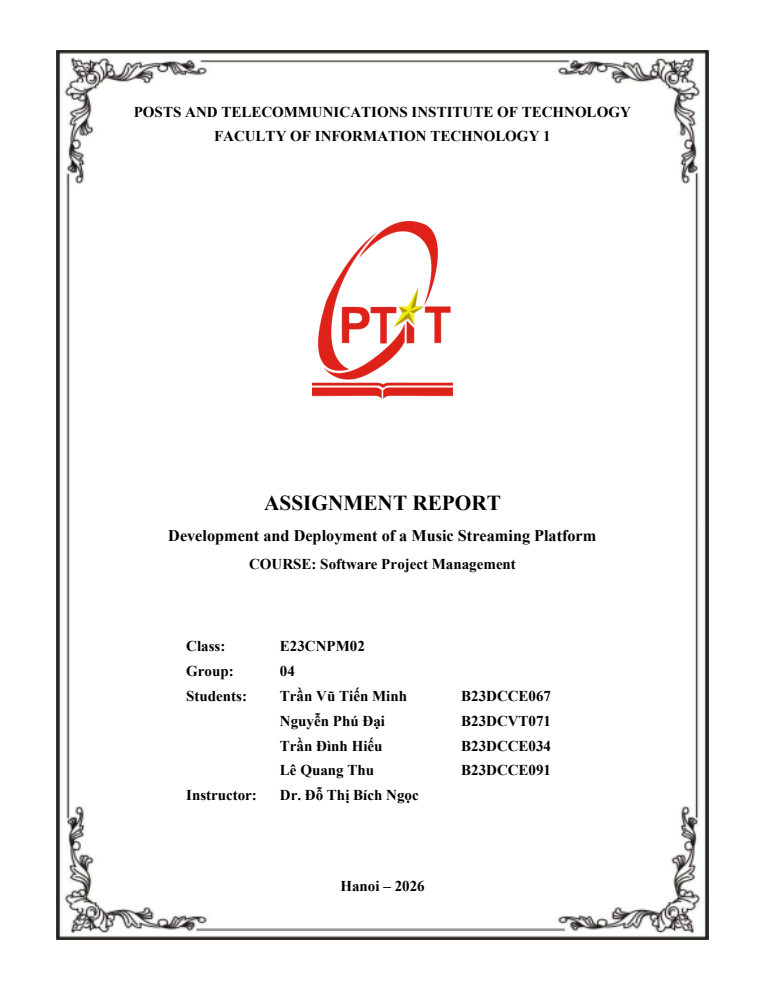 POSTS AND TELECOMMUNICATIONS INSTITUTE OF TECHNOLOGY
FACULTY OF INFORMATION TECHNOLOGY 1
PTIT
ASSIGNMENT REPORT
Development and Deployment of a Music Streaming Platform
COURSE: Software Project Management
Class: E23CNPM02
Group: 04
Students: Trần Vũ Tiến Minh B23DCCE067
Nguyễn Phú Đại B23DCVT071
Trần Đình Hiếu B23DCCE034
Lê Quang Thu B23DCCE091
Instructor: Dr. Đỗ Thị Bích Ngọc
Hanoi – 2026